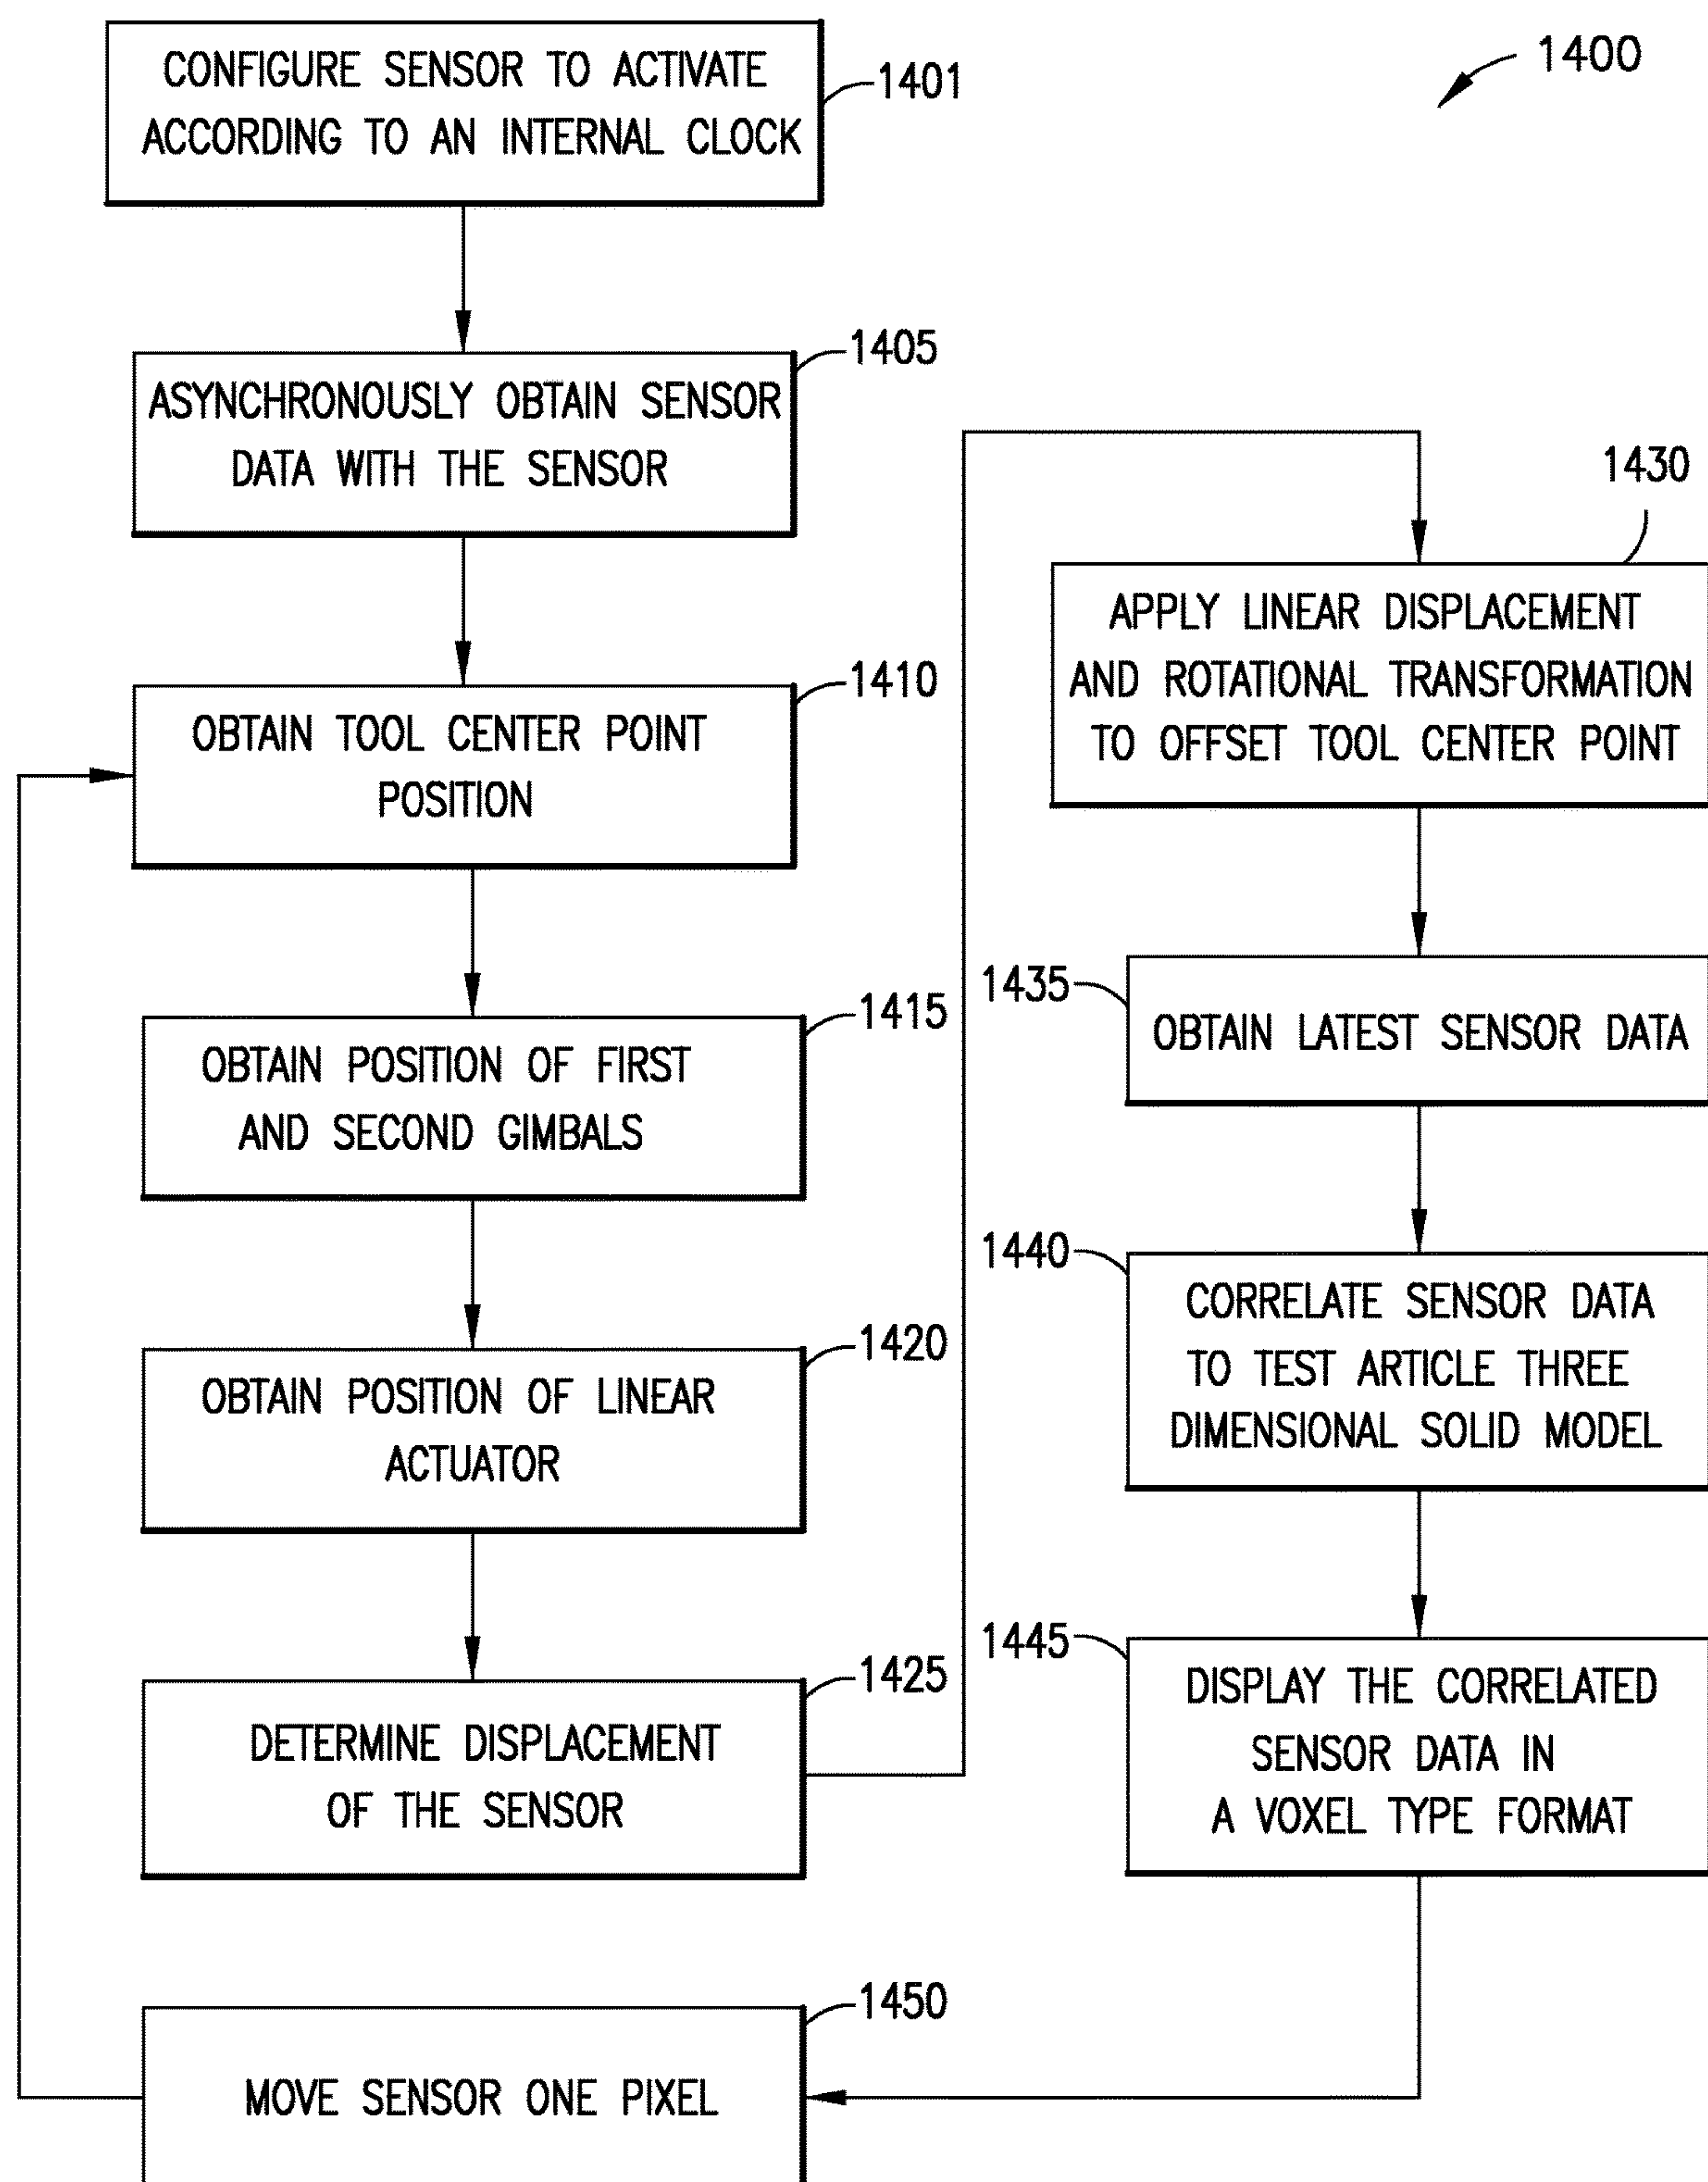 1400
CONFIGURE SENSOR TO ACTIVATE
ACCORDING TO AN INTERNAL CLOCK
1401
ASYNCHRONOUSLY OBTAIN SENSOR
DATA WITH THE SENSOR
1405
OBTAIN TOOL CENTER POINT
POSITION
1410
OBTAIN POSITION OF FIRST
AND SECOND GIMBALS
1415
OBTAIN POSITION OF LINEAR
ACTUATOR
1420
DETERMINE DISPLACEMENT
OF THE SENSOR
1425
1430
APPLY LINEAR DISPLACEMENT
AND ROTATIONAL TRANSFORMATION
TO OFFSET TOOL CENTER POINT
1435
OBTAIN LATEST SENSOR DATA
1440
CORRELATE SENSOR DATA
TO TEST ARTICLE THREE
DIMENSIONAL SOLID MODEL
1445
DISPLAY THE CORRELATED
SENSOR DATA IN
A VOXEL TYPE FORMAT
1450
MOVE SENSOR ONE PIXEL